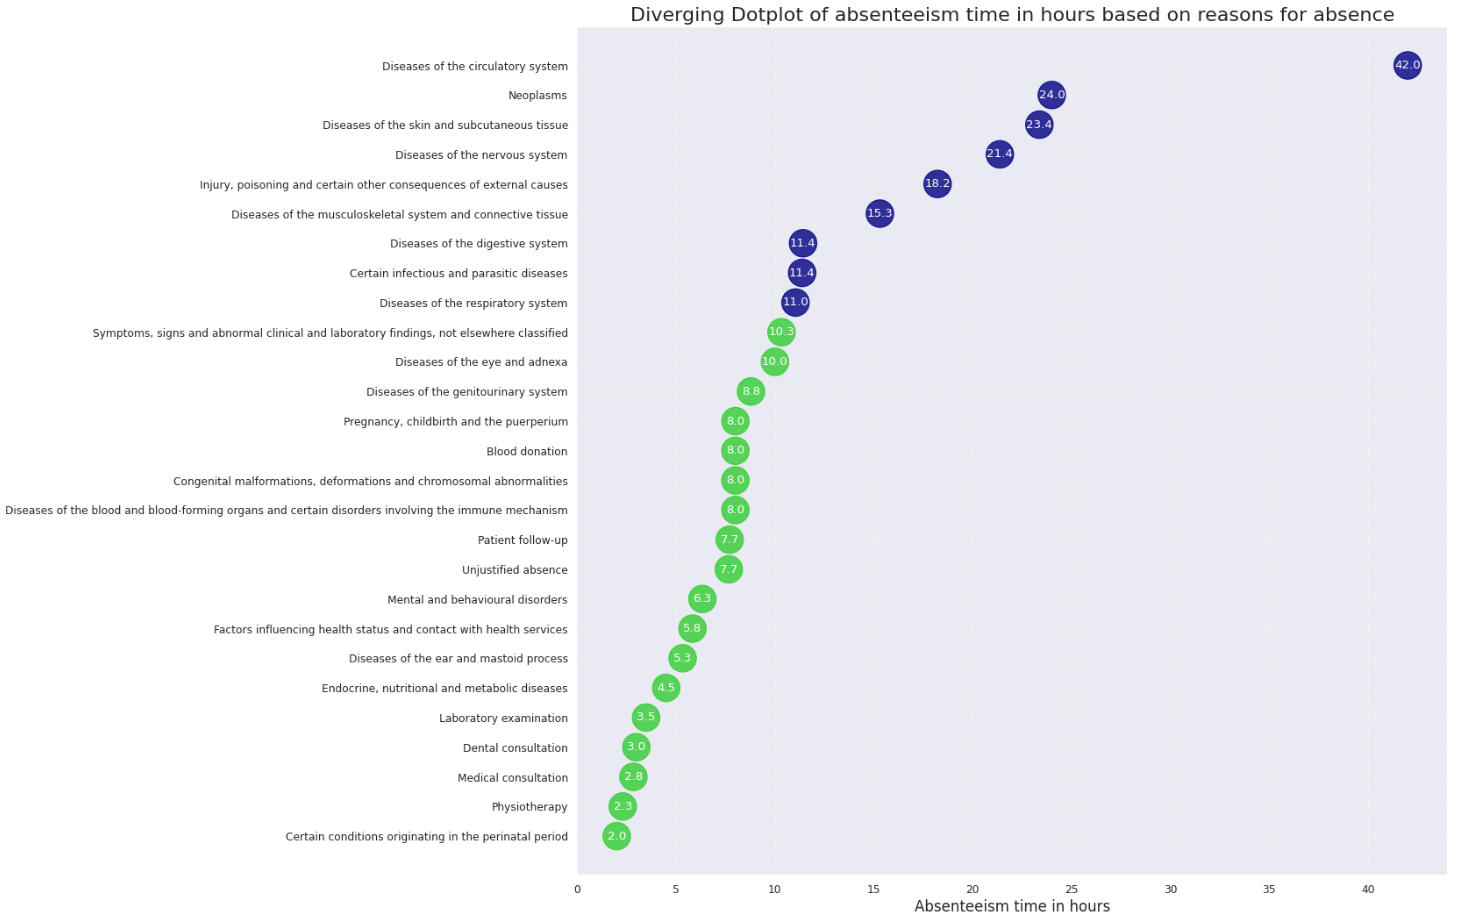 Diverging Dotplot of absenteeism time in hours based on reasons for absence
Diseases of the circulatory system 42.0
Neoplasms 24.0
Diseases of the skin and subcutaneous tissue 23.4
Diseases of the nervous system 21.4
Injury, poisoning and certain other consequences of external causes 18.2
Diseases of the musculoskeletal system and connective tissue 15.3
Diseases of the digestive system 11.4
Certain infectious and parasitic diseases 11.4
Diseases of the respiratory system 11.0
Symptoms, signs and abnormal clinical and laboratory findings, not elsewhere classified 10.3
Diseases of the eye and adnexa 10.0
Diseases of the genitourinary system 8.8
Pregnancy, childbirth and the puerperium 8.0
Blood donation 8.0
Congenital malformations, deformations and chromosomal abnormalities 8.0
Diseases of the blood and blood-forming organs and certain disorders involving the immune mechanism 8.0
Patient follow-up 7.7
Unjustified absence 7.7
Mental and behavioural disorders 6.3
Factors influencing health status and contact with health services 5.8
Diseases of the ear and mastoid process 5.3
Endocrine, nutritional and metabolic diseases 4.5
Laboratory examination 3.5
Dental consultation 3.0
Medical consultation 2.8
Physiotherapy 2.3
Certain conditions originating in the perinatal period 2.0
0 5 10 15 20 25 30 35 40
Absenteeism time in hours